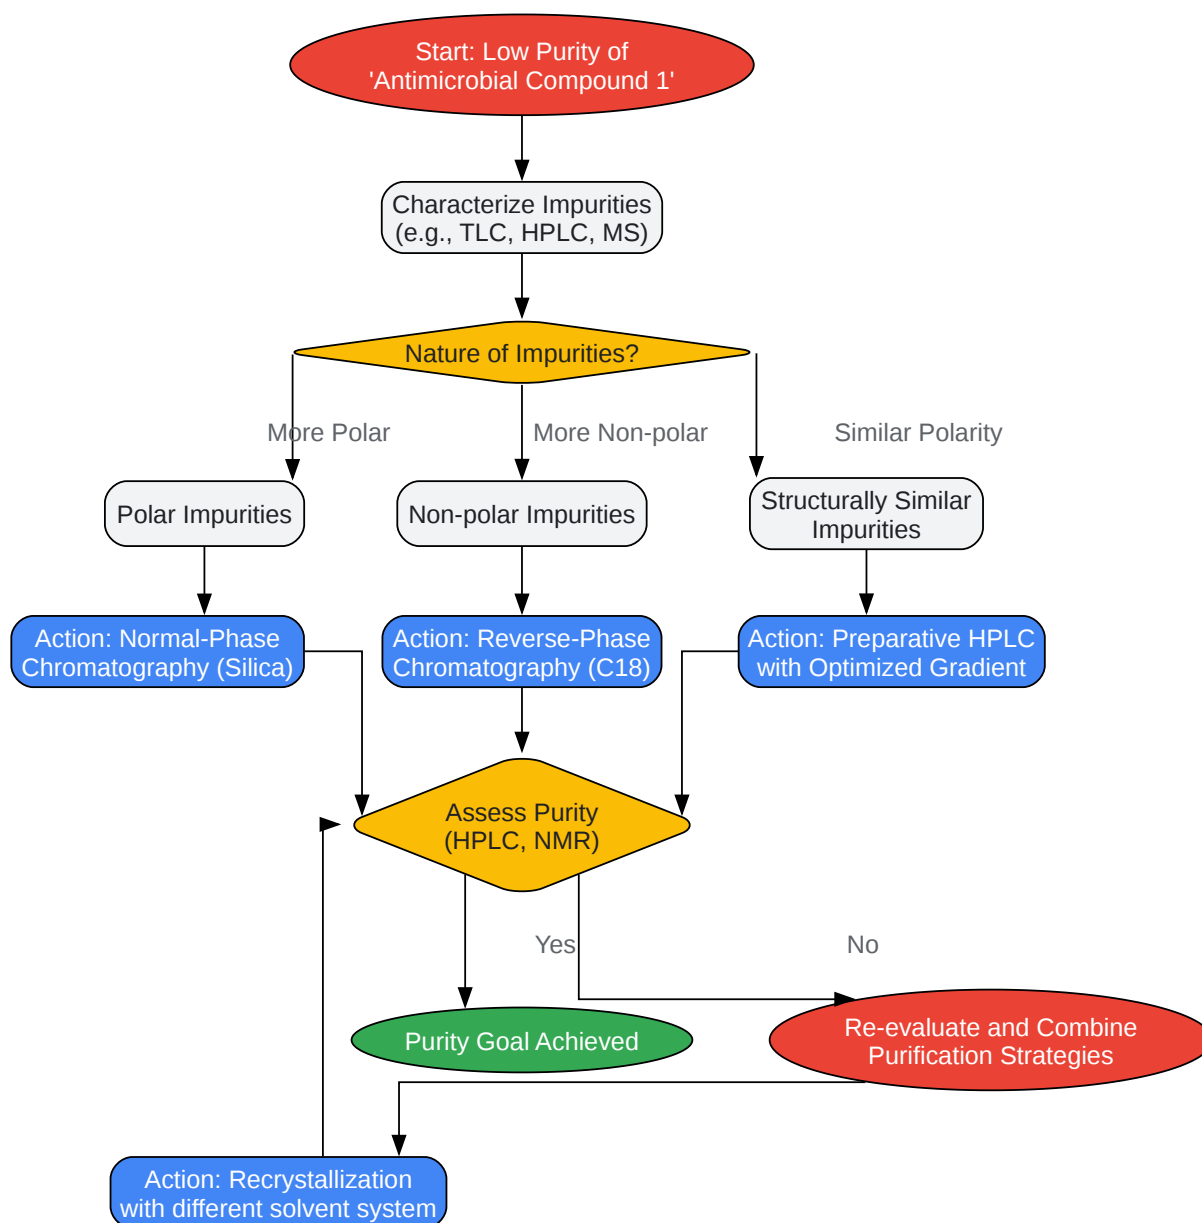 Start: Low Purity of
'Antimicrobial Compound 1'
Characterize Impurities
(e.g., TLC, HPLC, MS)
Nature of Impurities?
More Polar
More Non-polar
Similar Polarity
Polar Impurities
Non-polar Impurities
Structurally Similar
Impurities
Action: Normal-Phase
Chromatography (Silica)
Action: Reverse-Phase
Chromatography (C18)
Action: Preparative HPLC
with Optimized Gradient
Assess Purity
(HPLC, NMR)
Yes
No
Purity Goal Achieved
Re-evaluate and Combine
Purification Strategies
Action: Recrystallization
with different solvent system